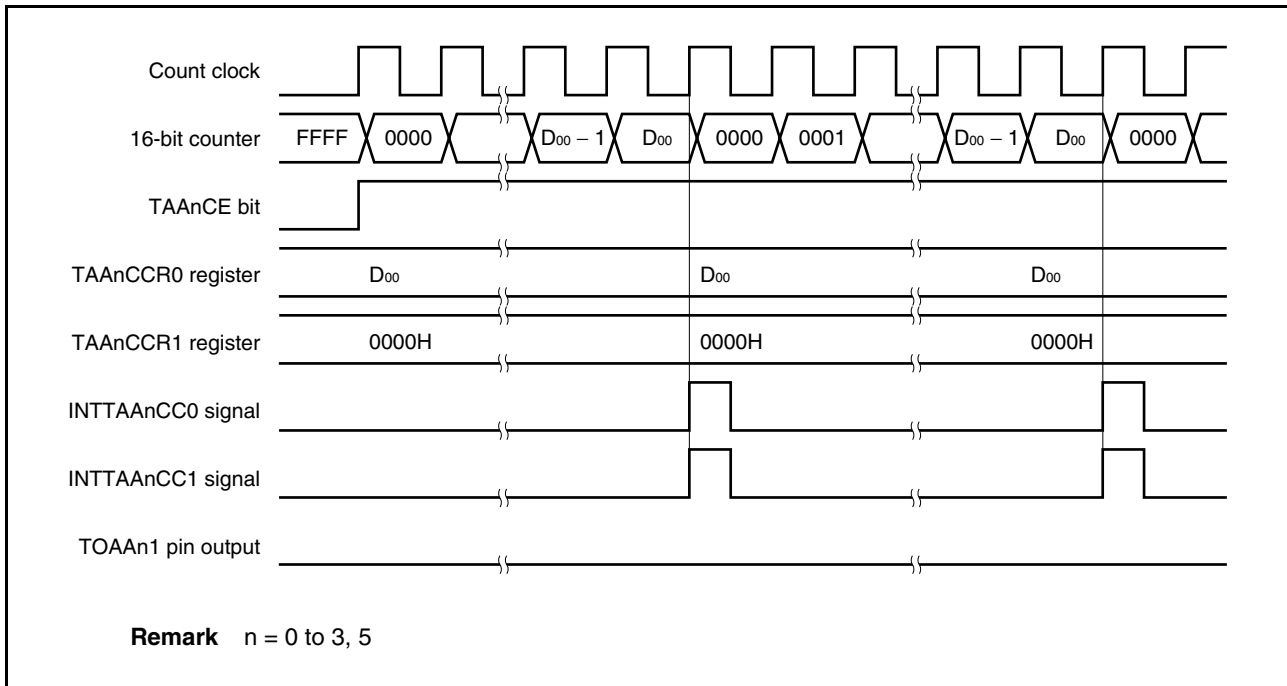 Count clock
16-bit counter FFFF 0000 D₀₀ − 1 D₀₀ 0000 0001 D₀₀ − 1 D₀₀ 0000
TAAnCE bit
TAAnCCR0 register D₀₀ D₀₀ D₀₀
TAAnCCR1 register 0000H 0000H 0000H
INTTAAnCC0 signal
INTTAAnCC1 signal
TOAAn1 pin output
Remark n = 0 to 3, 5